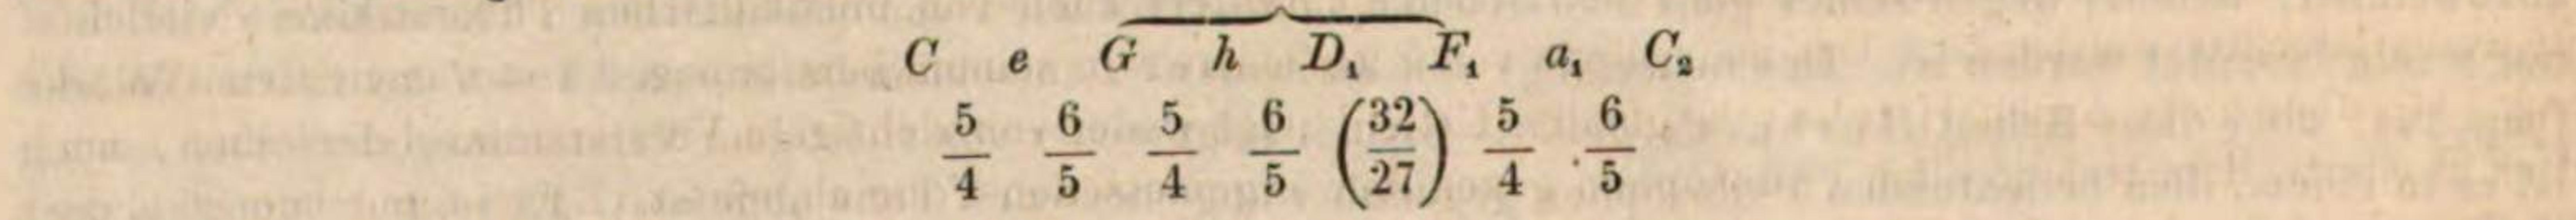 C e G h D₁ F₁ a₁ C₂
5/4 6/5 5/4 6/5 (32/27) 5/4 6/5